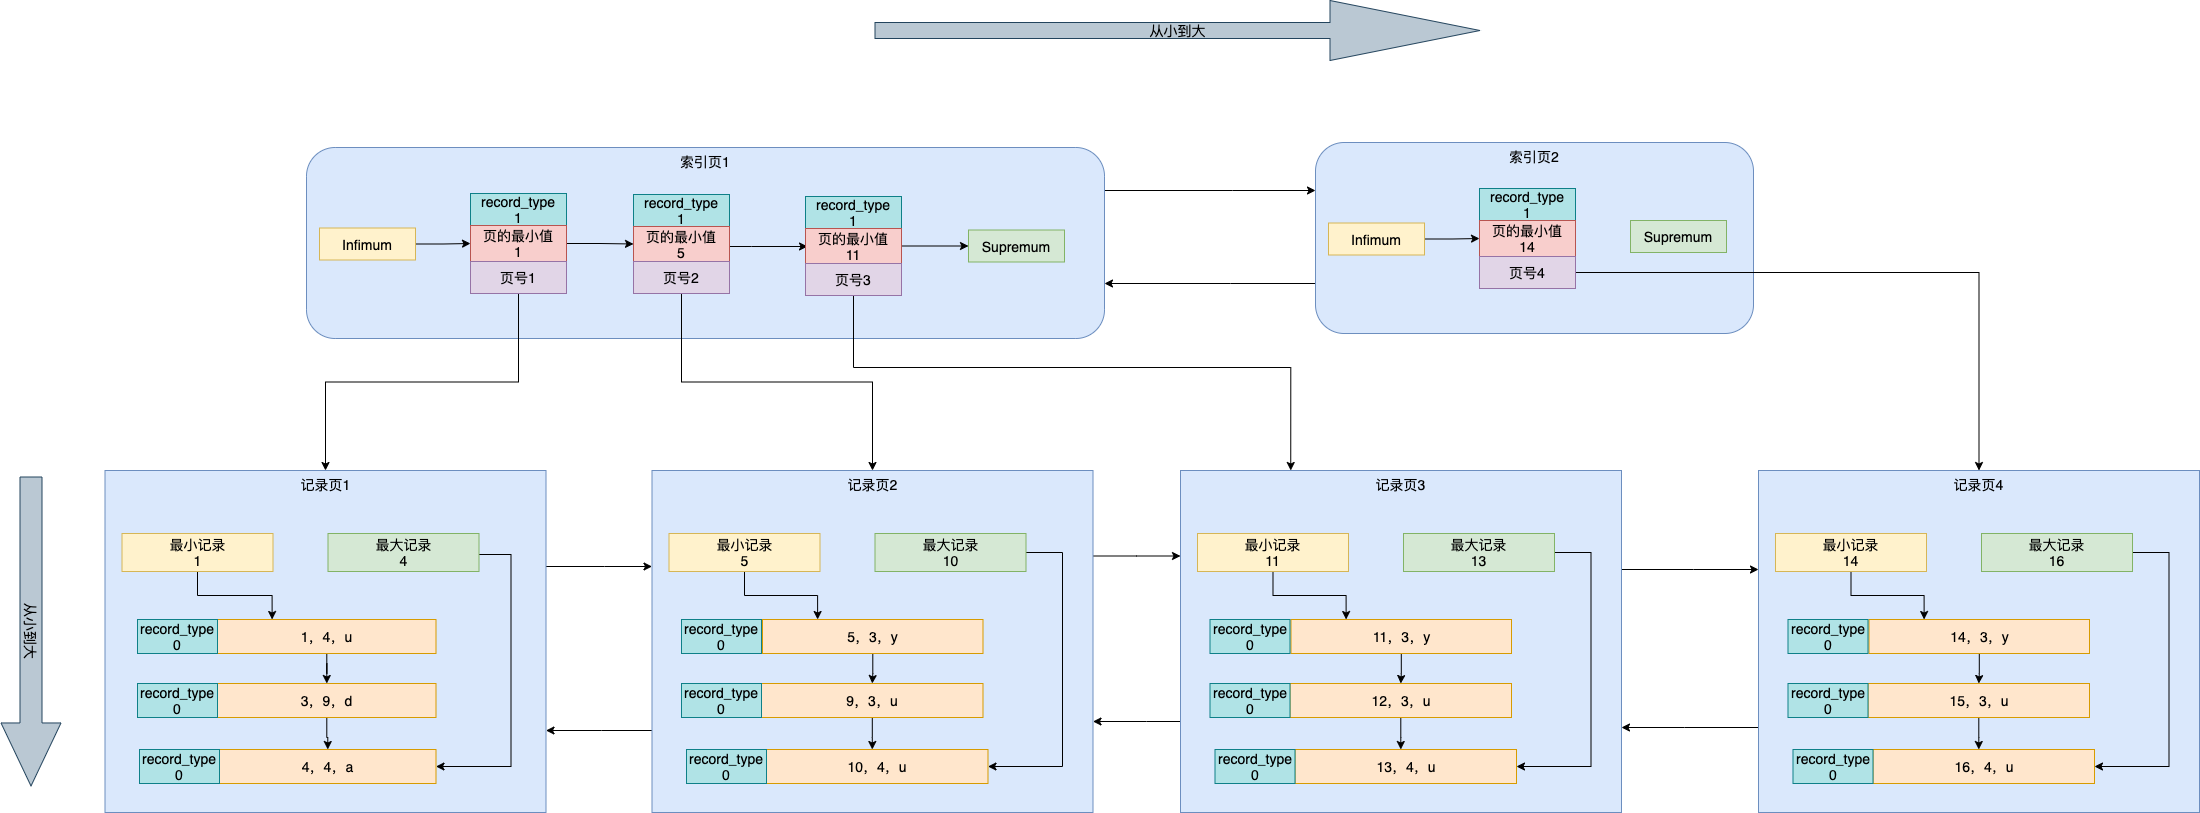 从小到大
索引页1
Infimum
record_type
1
页的最小值
1
页号1
record_type
1
页的最小值
5
页号2
record_type
1
页的最小值
11
页号3
Supremum
索引页2
Infimum
record_type
1
页的最小值
14
页号4
Supremum
从小到大
记录页1
最小记录
1
最大记录
4
record_type
0
1，4，u
record_type
0
3，9，d
record_type
0
4，4，a
记录页2
最小记录
5
最大记录
10
record_type
0
5，3，y
record_type
0
9，3，u
record_type
0
10，4，u
记录页3
最小记录
11
最大记录
13
record_type
0
11，3，y
record_type
0
12，3，u
record_type
0
13，4，u
记录页4
最小记录
14
最大记录
16
record_type
0
14，3，y
record_type
0
15，3，u
record_type
0
16，4，u